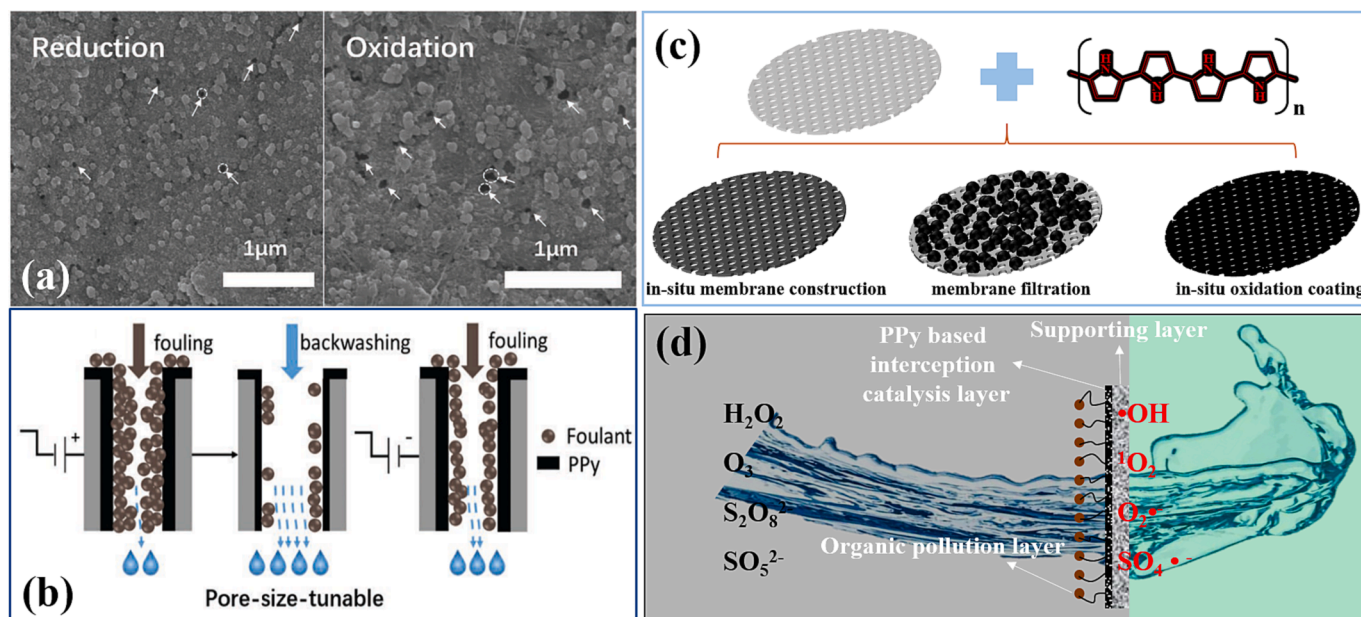 Reduction
Oxidation
1μm
1μm
(a)
fouling
backwashing
fouling
+
-
Foulant
PPy
Pore-size-tunable
(b)
(c)
H
N
H
N
N
H
N
H
n
in-situ membrane construction
membrane filtration
in-situ oxidation coating
(d)
PPy based
interception
catalysis layer
Supporting layer
H₂O₂
O₃
S₂O₈²⁻
SO₅²⁻
Organic pollution layer
•OH
¹O₂
O₂•
SO₄•⁻